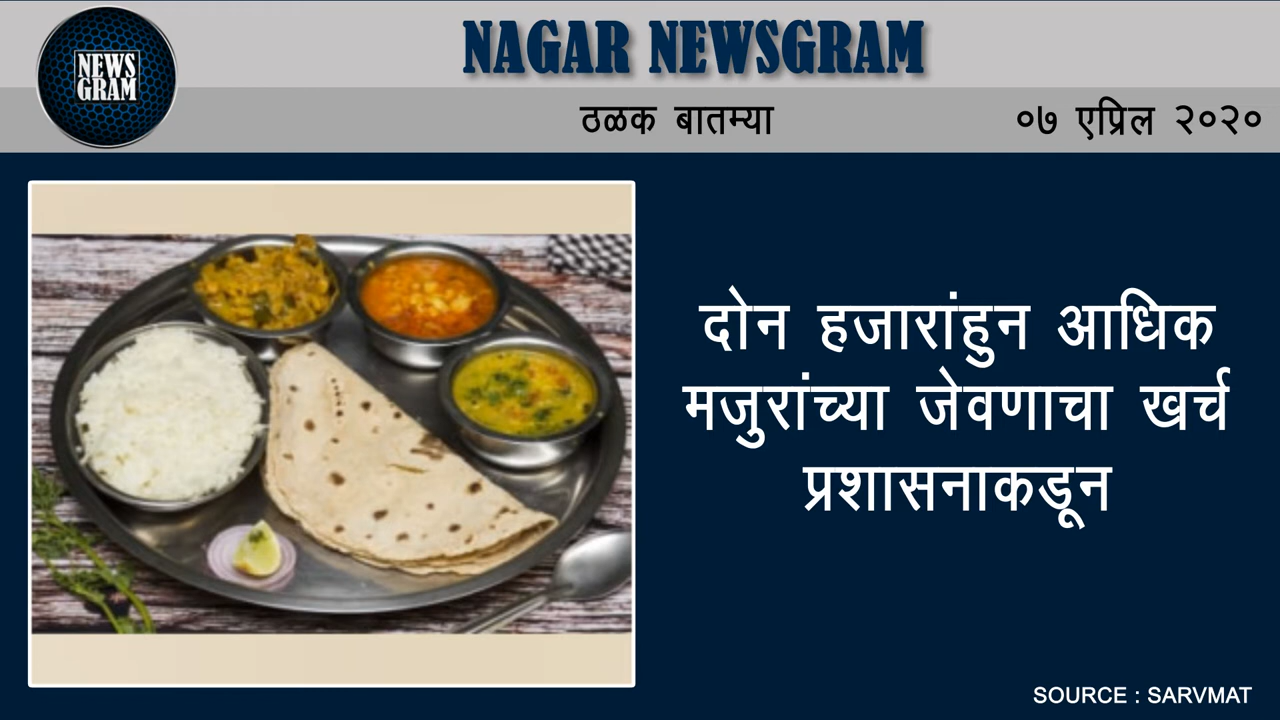 NEWS
GRAM
NAGAR NEWSGRAM
ठळक बातम्या
०७ एप्रिल २०२०
दोन हजारांहुन आधिक
मजुरांच्या जेवणाचा खर्च
प्रशासनाकडून
SOURCE : SARVMAT